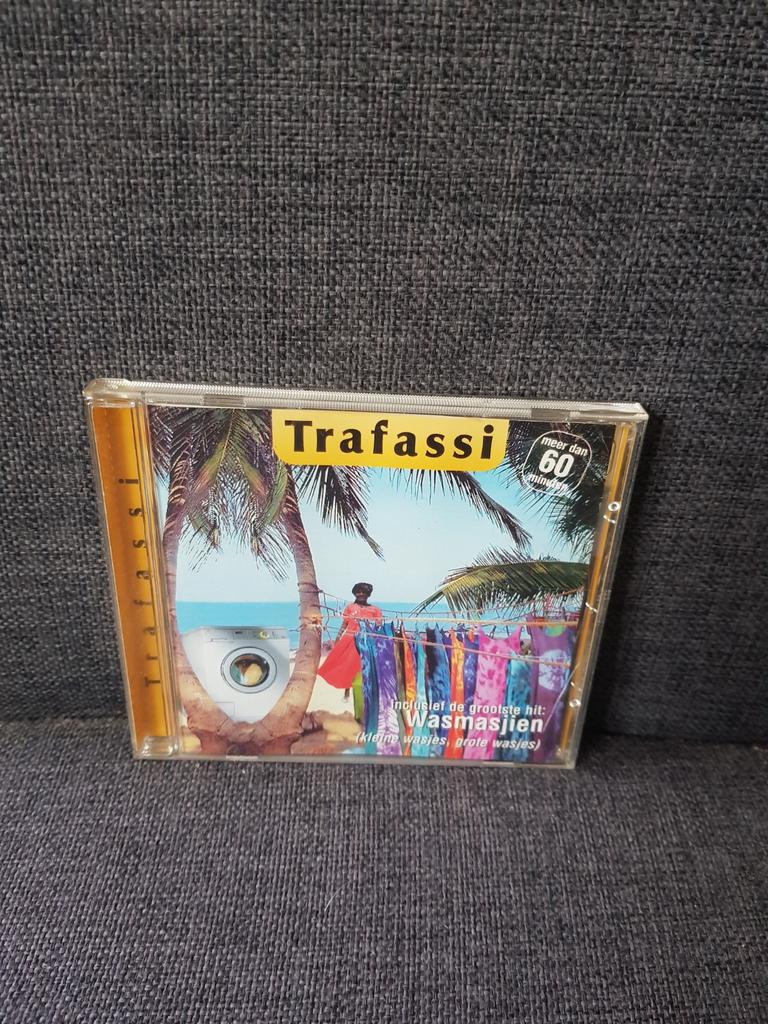 Trafassi
meer dan
60
minuten
Trafassi
inclusief de grootste hit:
Wasmasjien
(kleine wasjes, grote wasjes)